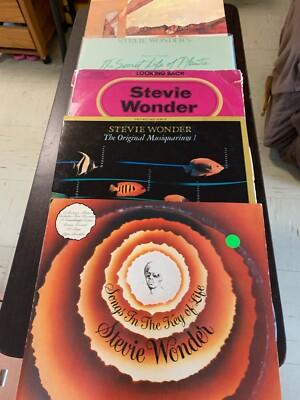 STEVIE WONDER'S
The Secret Life of Plants
LOOKING BACK
Stevie
Wonder
STEVIE WONDER
The Original Musiquarium I
Songs In The Key of Life
Stevie Wonder